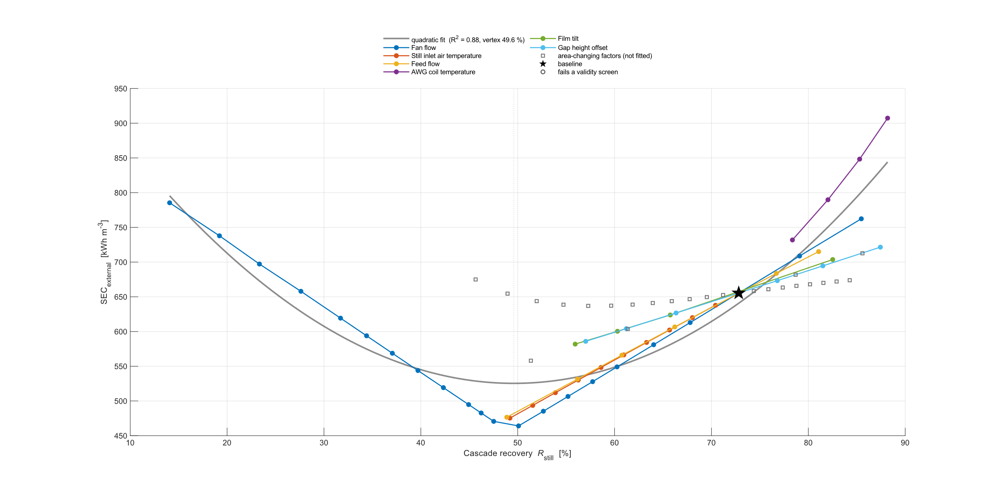 quadratic fit (R2 = 0.88, vertex 49.6 %)
Fan flow
Still inlet air temperature
Feed flow
AWG coil temperature
Film tilt
Gap height offset
area-changing factors (not fitted)
baseline
fails a validity screen
950
900
850
800
750
700
650
600
550
500
450
SECexternal [kWh m-3]
10 20 30 40 50 60 70 80 90
Cascade recovery Rstill [%]